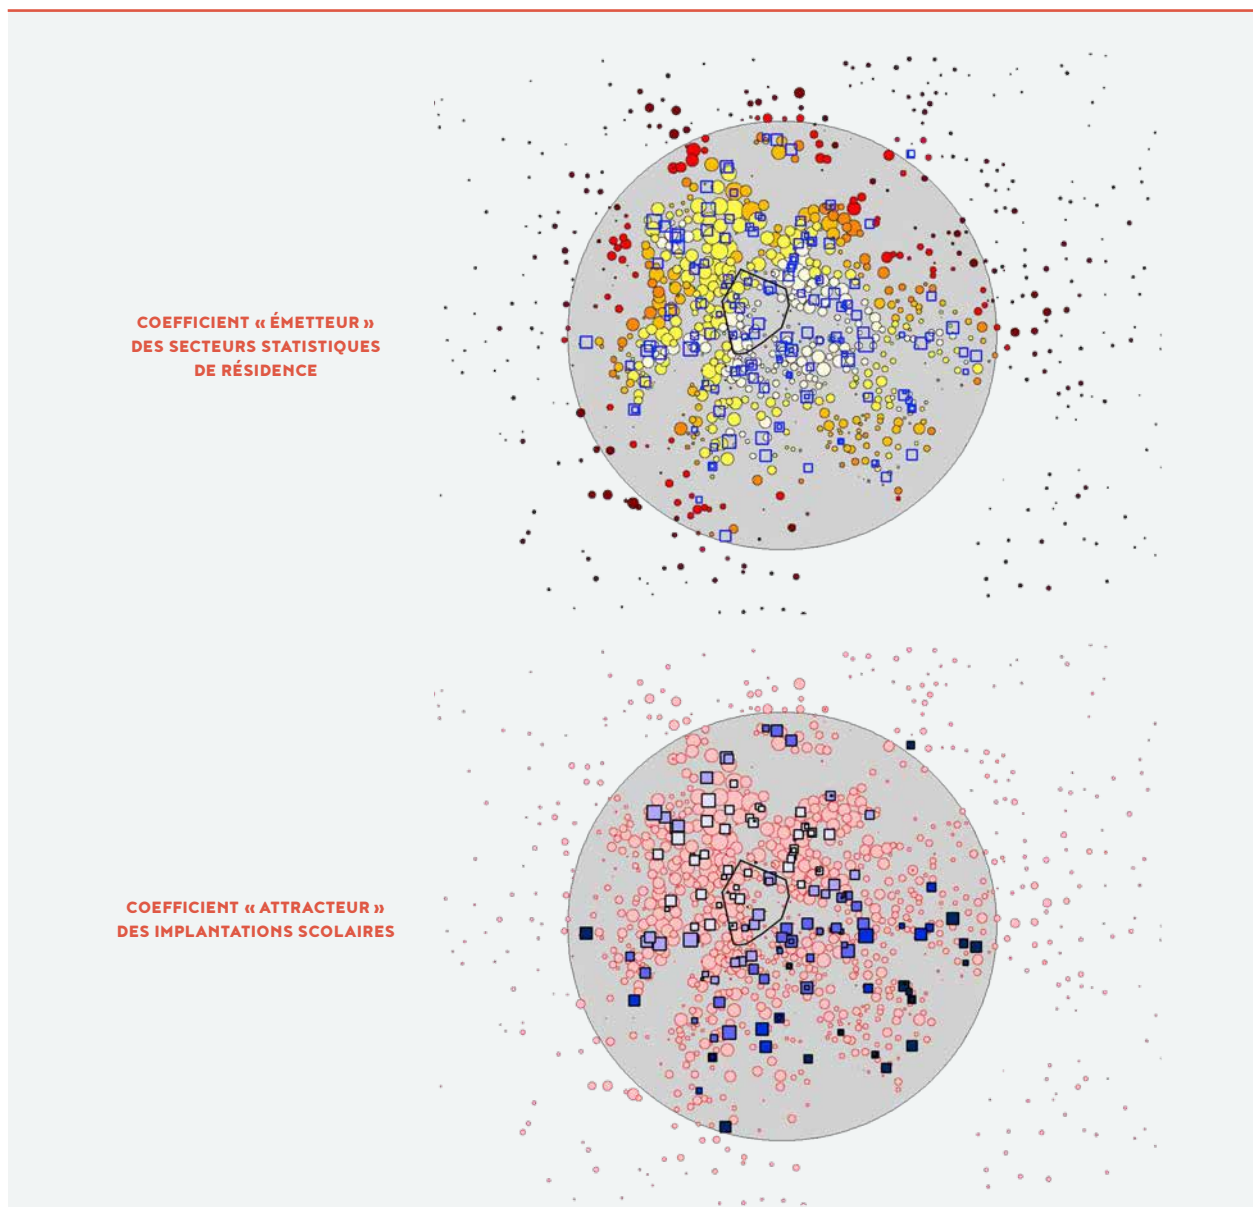 COEFFICIENT « ÉMETTEUR »
DES SECTEURS STATISTIQUES
DE RÉSIDENCE
COEFFICIENT « ATTRACTEUR »
DES IMPLANTATIONS SCOLAIRES